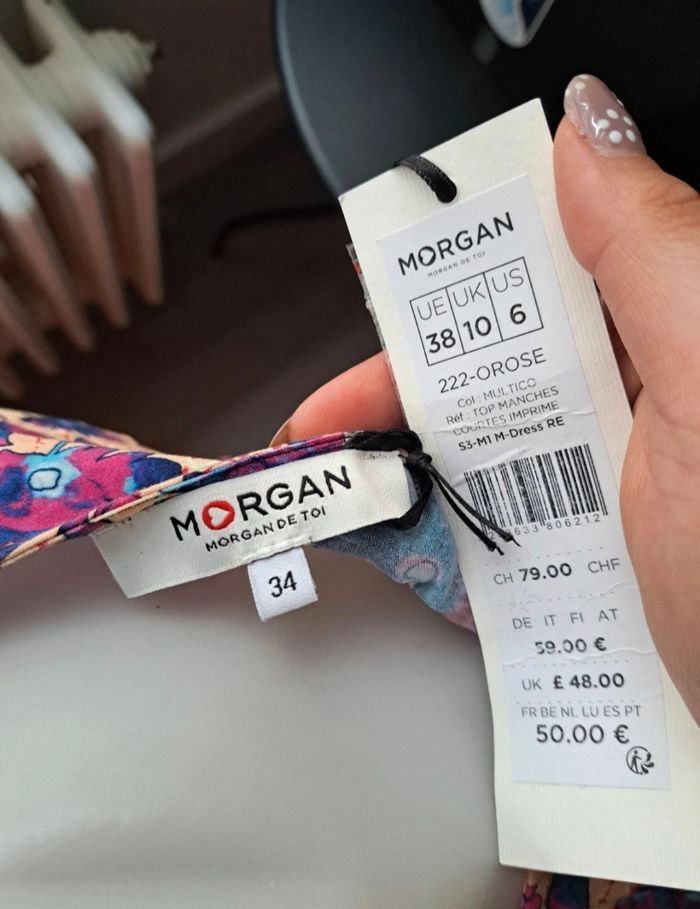 MORGAN
MORGAN DE TOI
UE UK US
38 10 6
222-OROSE
Col : MULTICO
Réf : TOP MANCHES
COURTES IMPRIME
S3-M1 M-Dress RE
633 806212
CH 79.00 CHF
DE IT FI AT
59.00 €
UK £ 48.00
FR BE NL LU ES PT
50.00 €
MORGAN
MORGAN DE TOI
34